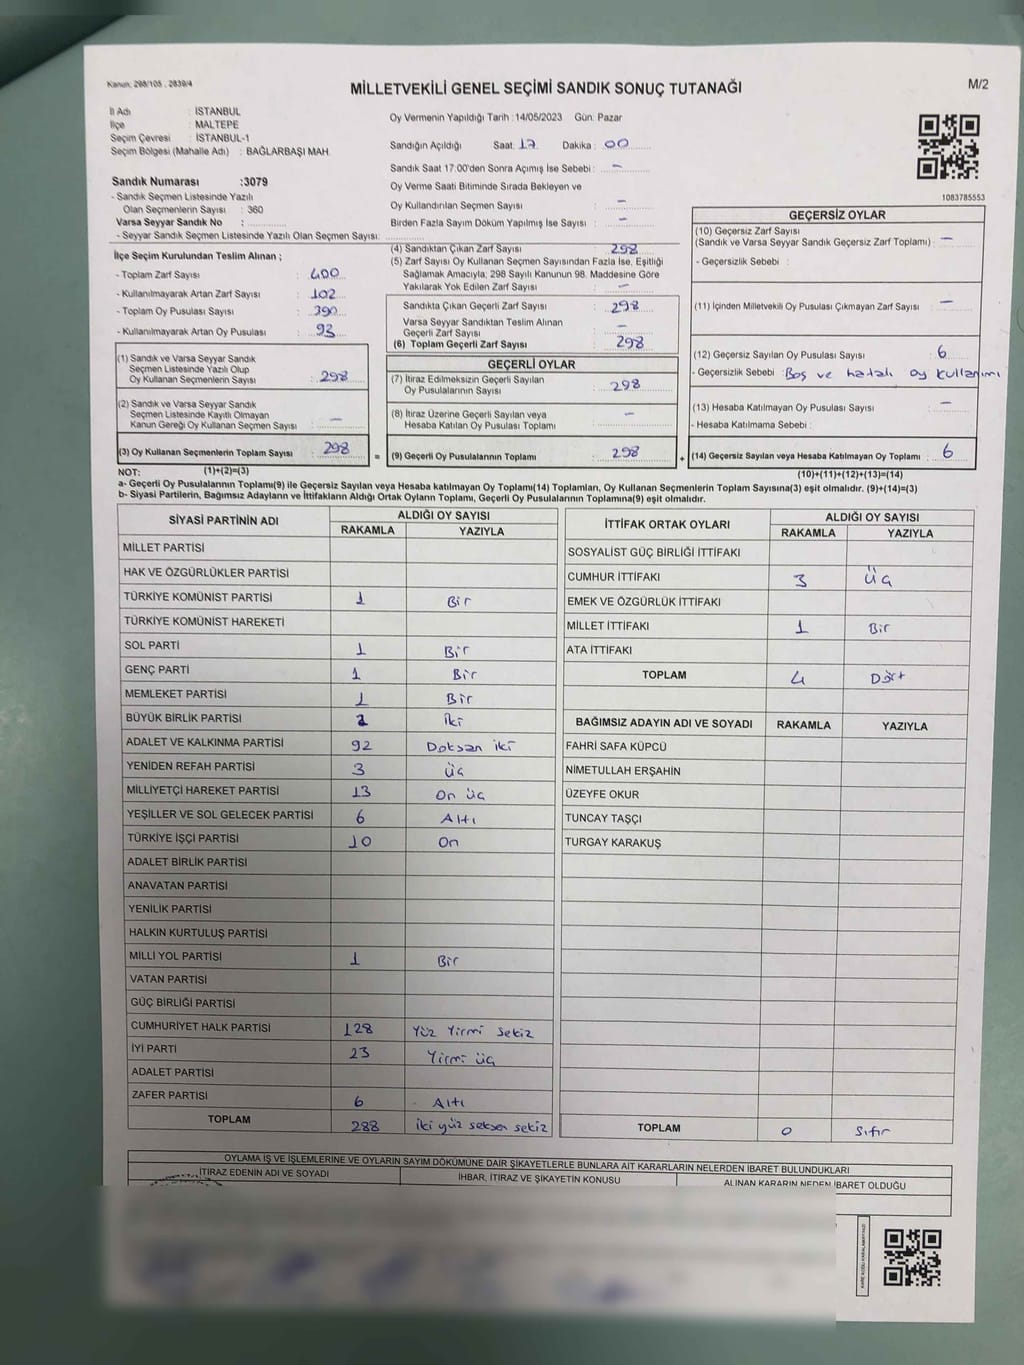 Kanun: 298/105 , 2839/4
MİLLETVEKİLİ GENEL SEÇİMİ SANDIK SONUÇ TUTANAĞI
M/2
İl Adı : İSTANBUL
İlçe : MALTEPE
Seçim Çevresi : İSTANBUL-1
Seçim Bölgesi (Mahalle Adı) : BAĞLARBAŞI MAH.
Sandık Numarası :3079
- Sandık Seçmen Listesinde Yazılı
Olan Seçmenlerin Sayısı : 360
Varsa Seyyar Sandık No :
- Seyyar Sandık Seçmen Listesinde Yazılı Olan Seçmen Sayısı:
Oy Vermenin Yapıldığı Tarih :14/05/2023 Gün: Pazar
Sandığın Açıldığı Saat: 17 Dakika : 00
Sandık Saat 17:00'den Sonra Açımış İse Sebebi : -
Oy Verme Saati Bitiminde Sırada Bekleyen ve
Oy Kullandırılan Seçmen Sayısı : -
Birden Fazla Sayım Döküm Yapılmış İse Sayısı : -
1083785553
İlçe Seçim Kurulundan Teslim Alınan ;
- Toplam Zarf Sayısı : 400
- Kullanılmayarak Artan Zarf Sayısı : 102
- Toplam Oy Pusulası Sayısı : 390
- Kullanılmayarak Artan Oy Pusulası : 93
(1) Sandık ve Varsa Seyyar Sandık
Seçmen Listesinde Yazılı Olup
Oy Kullanan Seçmenlerin Sayısı : 298
(2) Sandık ve Varsa Seyyar Sandık
Seçmen Listesinde Kayıtlı Olmayan
Kanun Gereği Oy Kullanan Seçmen Sayısı : -
(3) Oy Kullanan Seçmenlerin Toplam Sayısı : 298
(4) Sandıktan Çıkan Zarf Sayısı : 298
(5) Zarf Sayısı Oy Kullanan Seçmen Sayısından Fazla İse, Eşitliği
Sağlamak Amacıyla, 298 Sayılı Kanunun 98. Maddesine Göre
Yakılarak Yok Edilen Zarf Sayısı : -
Sandıkta Çıkan Geçerli Zarf Sayısı : 298
Varsa Seyyar Sandıktan Teslim Alınan
Geçerli Zarf Sayısı : -
(6) Toplam Geçerli Zarf Sayısı : 298
GEÇERLİ OYLAR
(7) İtiraz Edilmeksizin Geçerli Sayılan
Oy Pusulalarının Sayısı : 298
(8) İtiraz Üzerine Geçerli Sayılan veya
Hesaba Katılan Oy Pusulası Toplamı : -
= (9) Geçerli Oy Pusulalarının Toplamı : 298 +
GEÇERSİZ OYLAR
(10) Geçersiz Zarf Sayısı
(Sandık ve Varsa Seyyar Sandık Geçersiz Zarf Toplamı) : -
- Geçersizlik Sebebi :
(11) İçinden Milletvekili Oy Pusulası Çıkmayan Zarf Sayısı : -
(12) Geçersiz Sayılan Oy Pusulası Sayısı : 6
- Geçersizlik Sebebi : Boş ve hatalı oy kullanımı
(13) Hesaba Katılmayan Oy Pusulası Sayısı : -
- Hesaba Katılmama Sebebi :
(14) Geçersiz Sayılan veya Hesaba Katılmayan Oy Toplamı : 6
NOT: (1)+(2)=(3)
(10)+(11)+(12)+(13)=(14)
a- Geçerli Oy Pusulalarının Toplamı(9) ile Geçersiz Sayılan veya Hesaba katılmayan Oy Toplamı(14) Toplamları, Oy Kullanan Seçmenlerin Toplam Sayısına(3) eşit olmalıdır. (9)+(14)=(3)
b- Siyasi Partilerin, Bağımsız Adayların ve İttifakların Aldığı Ortak Oyların Toplamı, Geçerli Oy Pusulalarının Toplamına(9) eşit olmalıdır.
SİYASİ PARTİNİN ADI ALDIĞI OY SAYISI
RAKAMLA YAZIYLA
MİLLET PARTİSİ
HAK VE ÖZGÜRLÜKLER PARTİSİ
TÜRKİYE KOMÜNİST PARTİSİ 1 Bir
TÜRKİYE KOMÜNİST HAREKETİ
SOL PARTİ 1 Bir
GENÇ PARTİ 1 Bir
MEMLEKET PARTİSİ 1 Bir
BÜYÜK BİRLİK PARTİSİ 2 İki
ADALET VE KALKINMA PARTİSİ 92 Doksan iki
YENİDEN REFAH PARTİSİ 3 üç
MİLLİYETÇİ HAREKET PARTİSİ 13 On üç
YEŞİLLER VE SOL GELECEK PARTİSİ 6 Altı
TÜRKİYE İŞÇİ PARTİSİ 10 On
ADALET BİRLİK PARTİSİ
ANAVATAN PARTİSİ
YENİLİK PARTİSİ
HALKIN KURTULUŞ PARTİSİ
MİLLİ YOL PARTİSİ 1 Bir
VATAN PARTİSİ
GÜÇ BİRLİĞİ PARTİSİ
CUMHURİYET HALK PARTİSİ 128 Yüz Yirmi Sekiz
İYİ PARTİ 23 Yirmi üç
ADALET PARTİSİ
ZAFER PARTİSİ 6 Altı
TOPLAM 288 iki yüz seksen sekiz
İTTİFAK ORTAK OYLARI ALDIĞI OY SAYISI
RAKAMLA YAZIYLA
SOSYALİST GÜÇ BİRLİĞİ İTTİFAKI
CUMHUR İTTİFAKI 3 Üç
EMEK VE ÖZGÜRLÜK İTTİFAKI
MİLLET İTTİFAKI 1 Bir
ATA İTTİFAKI
TOPLAM 4 Dört
BAĞIMSIZ ADAYIN ADI VE SOYADI RAKAMLA YAZIYLA
FAHRİ SAFA KÜPCÜ
NİMETULLAH ERŞAHİN
ÜZEYFE OKUR
TUNCAY TAŞÇI
TURGAY KARAKUŞ
TOPLAM 0 Sıfır
OYLAMA İŞ VE İŞLEMLERİNE VE OYLARIN SAYIM DÖKÜMÜNE DAİR ŞİKAYETLERLE BUNLARA AİT KARARLARIN NELERDEN İBARET BULUNDUKLARI
İTİRAZ EDENİN ADI VE SOYADI İHBAR, İTİRAZ VE ŞİKAYETİN KONUSU ALINAN KARARIN NEDEN İBARET OLDUĞU